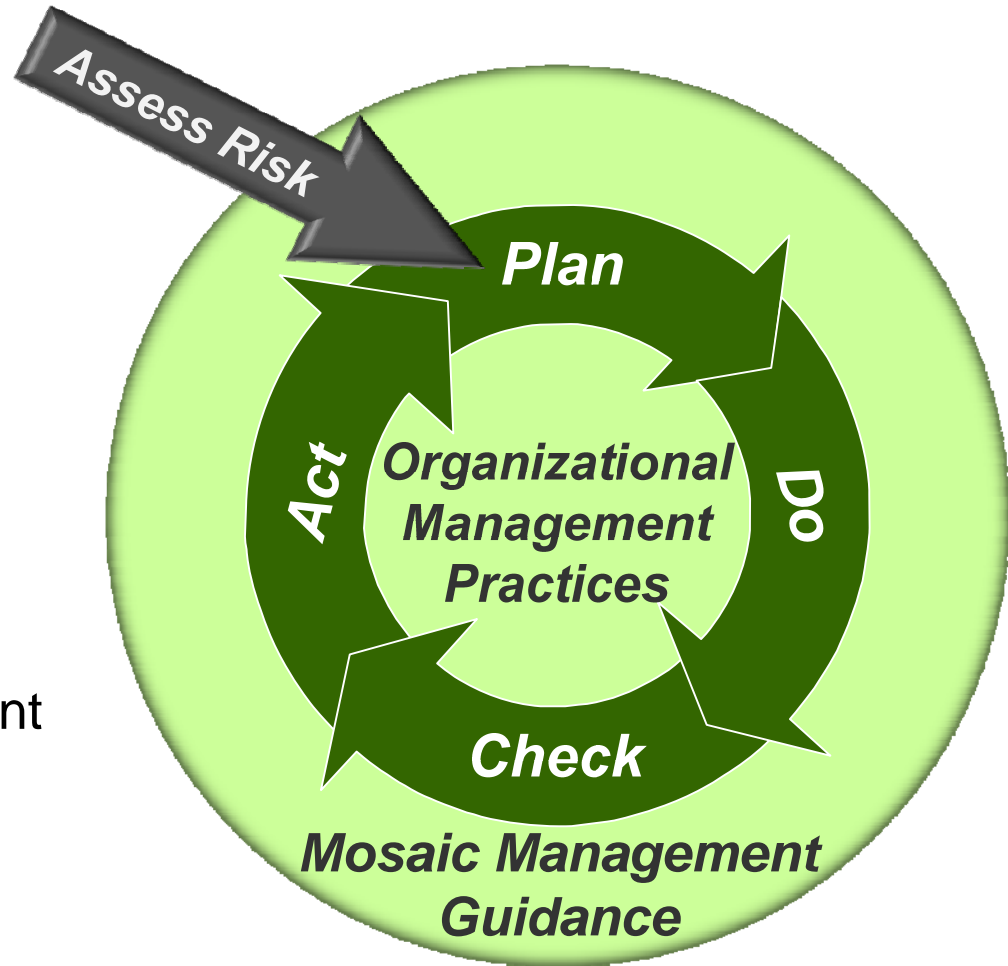 Assess Risk
Plan
Do
Check
Act
Organizational
Management
Practices
nt
Mosaic Management
Guidance